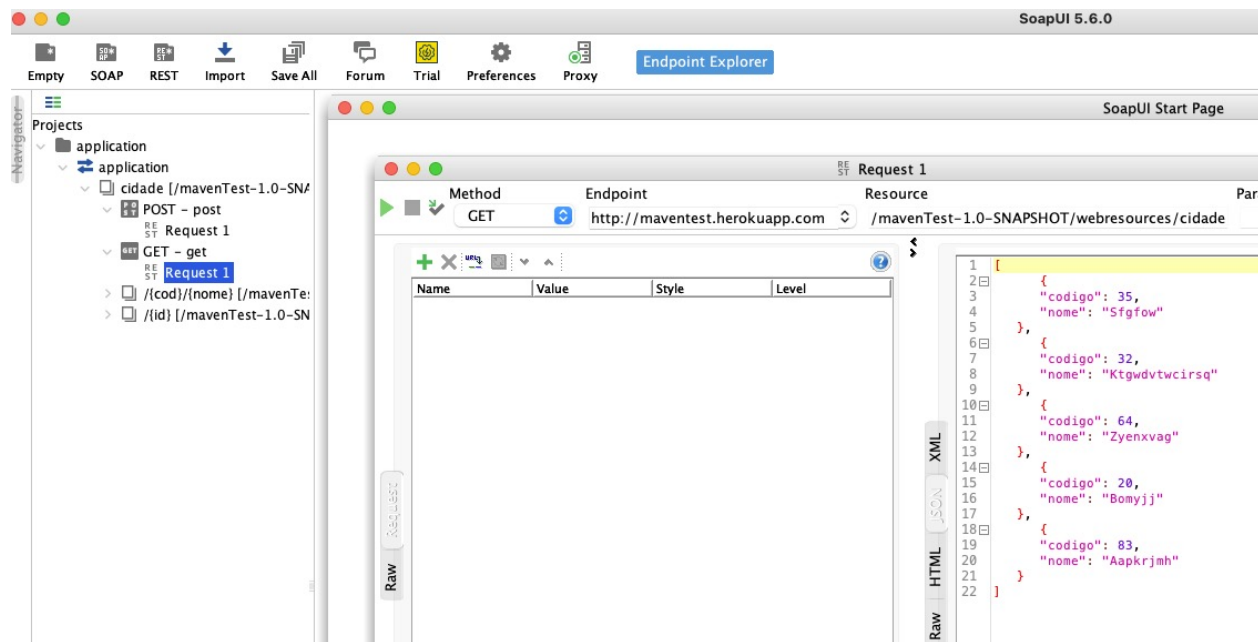 SoapUI 5.6.0
Empty SOAP REST Import Save All Forum Trial Preferences Proxy Endpoint Explorer
Navigator
Projects
application
application
cidade [/mavenTest-1.0-SNA
POST - post
REST Request 1
GET - get
REST Request 1
/{cod}/{nome} [/mavenTe
/{id} [/mavenTest-1.0-SN
SoapUI Start Page
REST Request 1
Method Endpoint Resource Par
GET http://maventest.herokuapp.com /mavenTest-1.0-SNAPSHOT/webresources/cidade
Name Value Style Level
Request
Raw
XML
JSON
HTML
Raw
1 [
2 {
3 "codigo": 35,
4 "nome": "Sfgfow"
5 },
6 {
7 "codigo": 32,
8 "nome": "Ktgwdvtwcirsq"
9 },
10 {
11 "codigo": 64,
12 "nome": "Zyenxvag"
13 },
14 {
15 "codigo": 20,
16 "nome": "Bomyjj"
17 },
18 {
19 "codigo": 83,
20 "nome": "Aapkrjmh"
21 }
22 ]